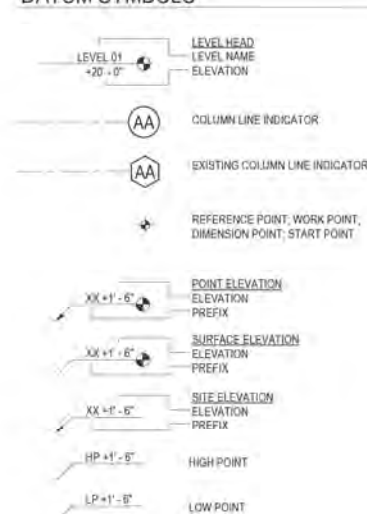 DATUM SYMBOLS
LEVEL HEAD
LEVEL 01
LEVEL NAME
+20' - 0"
ELEVATION
AA
COLUMN LINE INDICATOR
AA
EXISTING COLUMN LINE INDICATOR
REFERENCE POINT; WORK POINT;
DIMENSION POINT; START POINT
POINT ELEVATION
XX +1' - 6"
ELEVATION
PREFIX
SURFACE ELEVATION
XX +1' - 6"
ELEVATION
PREFIX
SITE ELEVATION
XX +1' - 6"
ELEVATION
PREFIX
HP +1' - 6"
HIGH POINT
LP +1' - 6"
LOW POINT